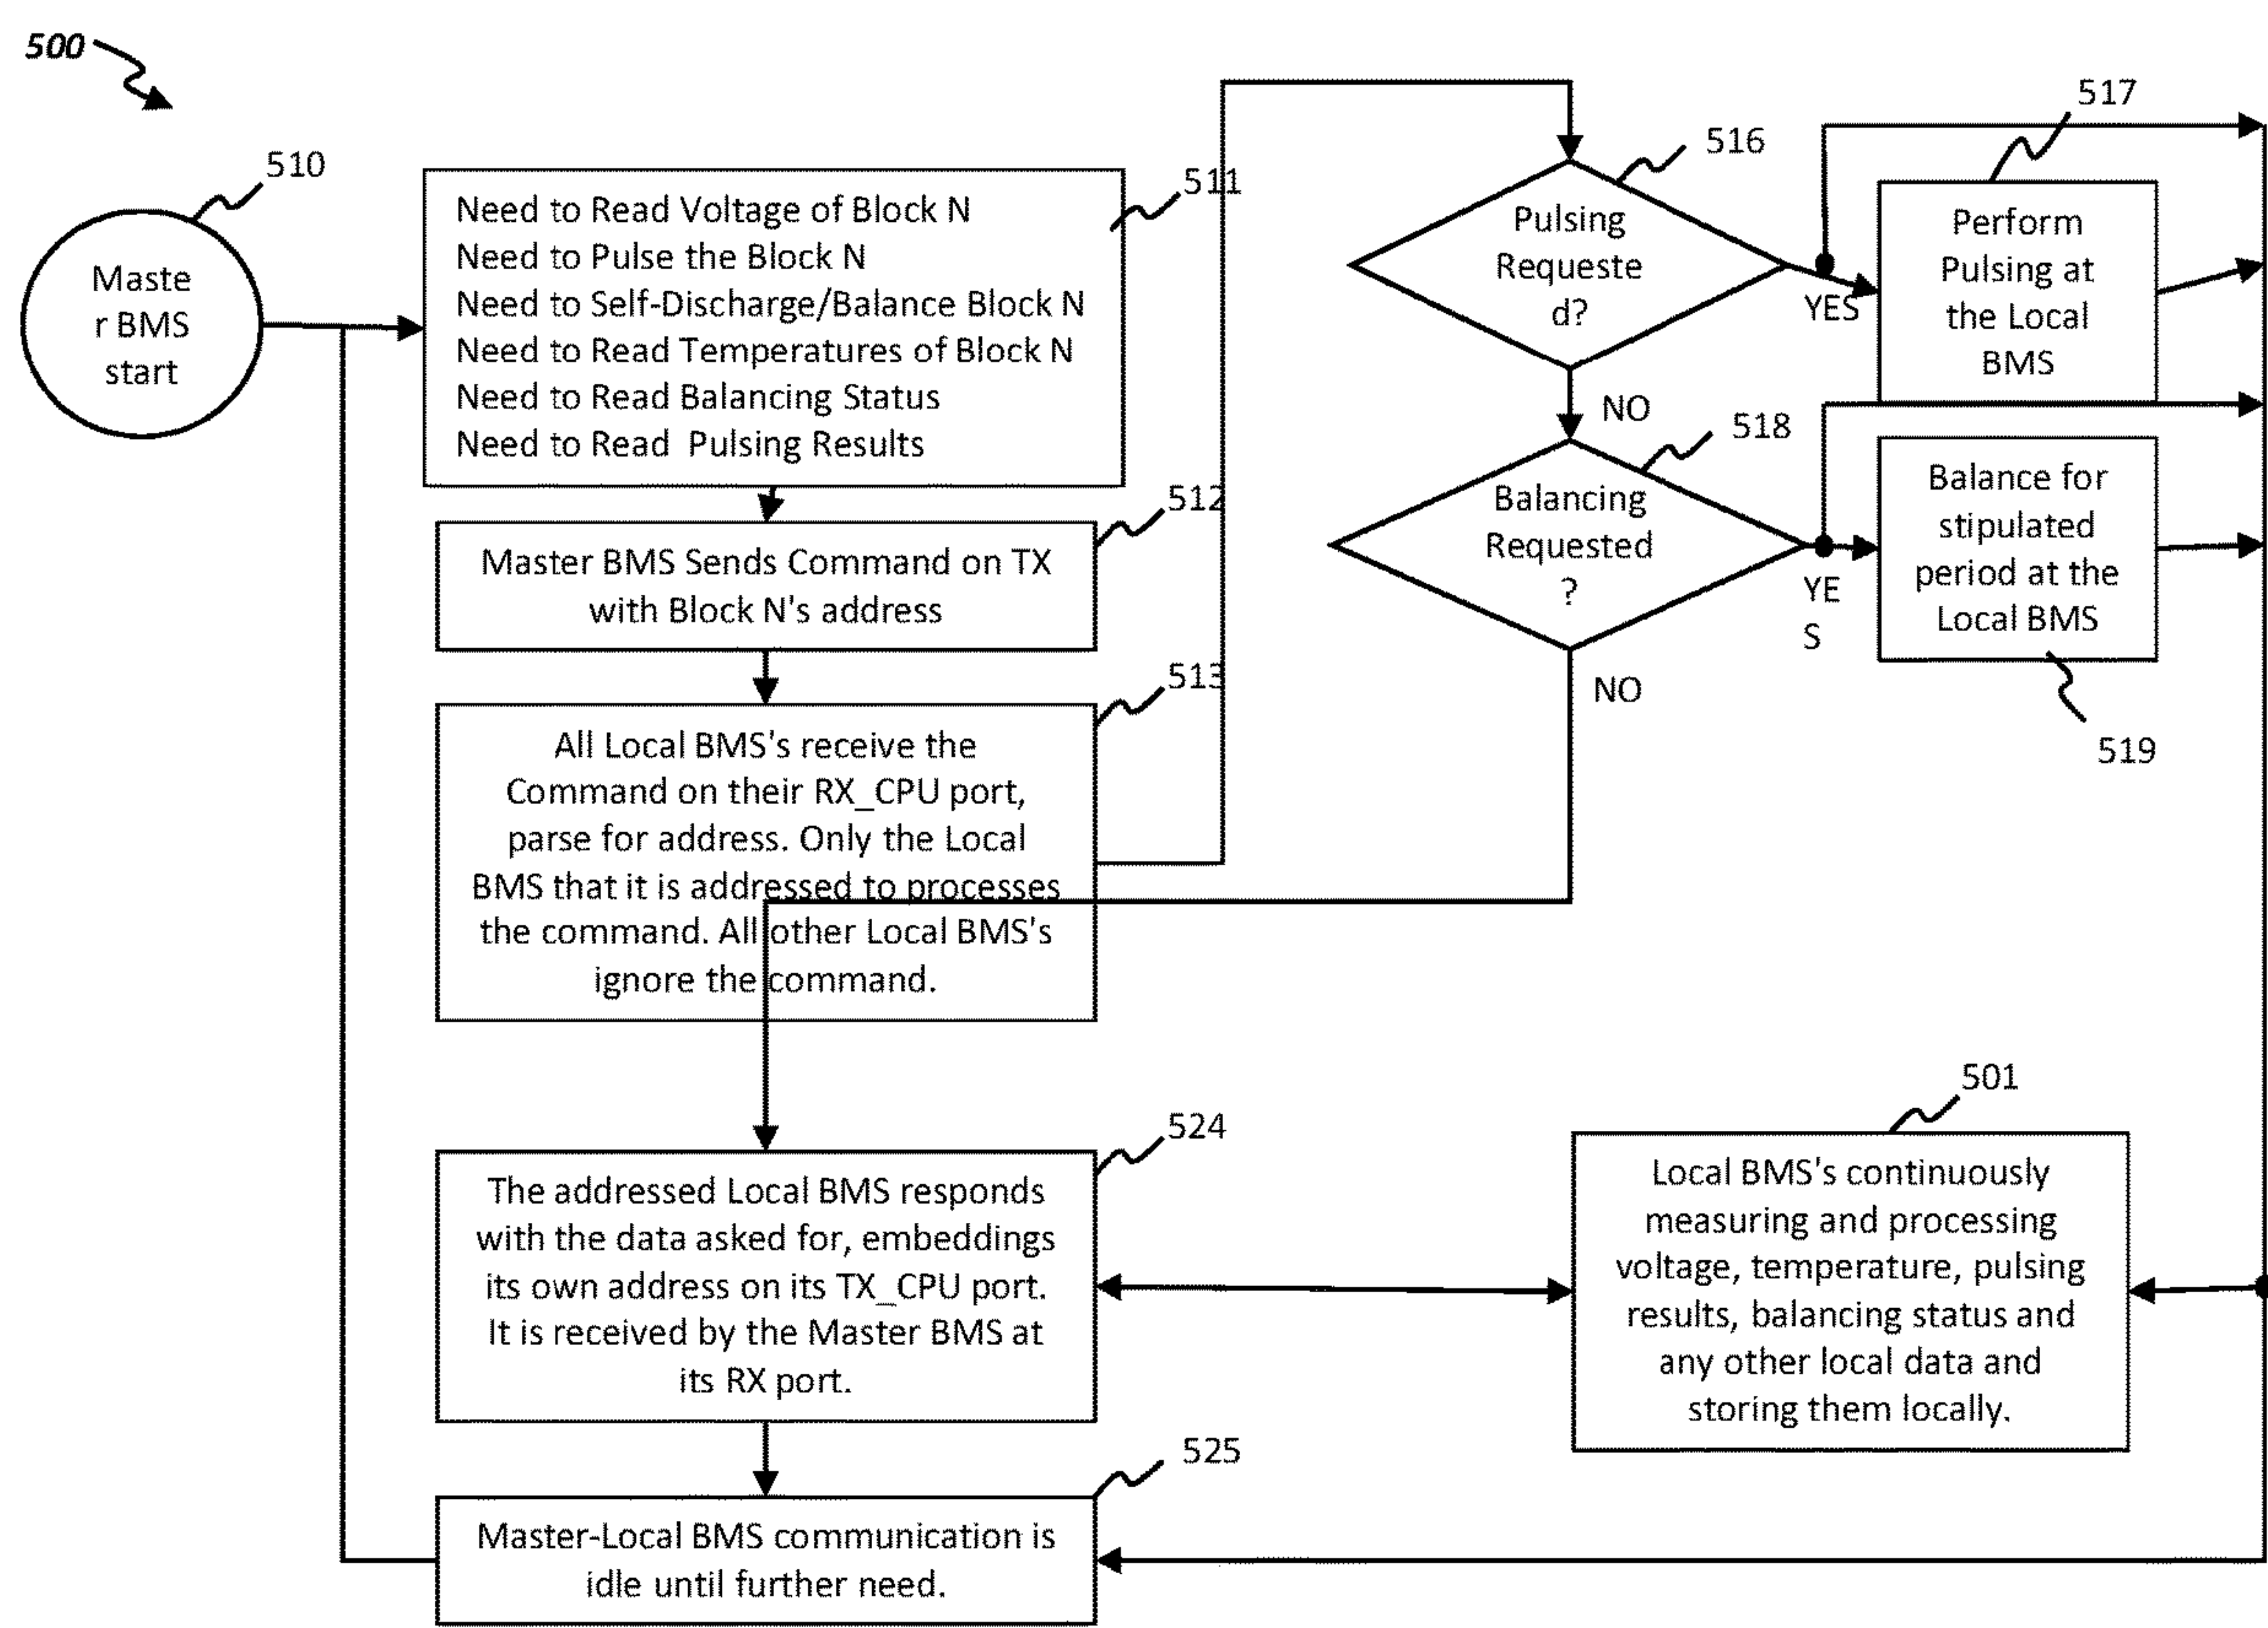 500
510
Maste
r BMS
start
511
Need to Read Voltage of Block N
Need to Pulse the Block N
Need to Self-Discharge/Balance Block N
Need to Read Temperatures of Block N
Need to Read Balancing Status
Need to Read  Pulsing Results
512
Master BMS Sends Command on TX
with Block N's address
513
All Local BMS's receive the
Command on their RX_CPU port,
parse for address. Only the Local
BMS that it is addressed to processes
the command. All other Local BMS's
ignore the command.
516
Pulsing
Requeste
d?
YES
NO
517
Perform
Pulsing at
the Local
BMS
518
Balancing
Requested
?
YE
S
NO
Balance for
stipulated
period at the
Local BMS
519
524
The addressed Local BMS responds
with the data asked for, embeddings
its own address on its TX_CPU port.
It is received by the Master BMS at
its RX port.
501
Local BMS's continuously
measuring and processing
voltage, temperature, pulsing
results, balancing status and
any other local data and
storing them locally.
525
Master-Local BMS communication is
idle until further need.